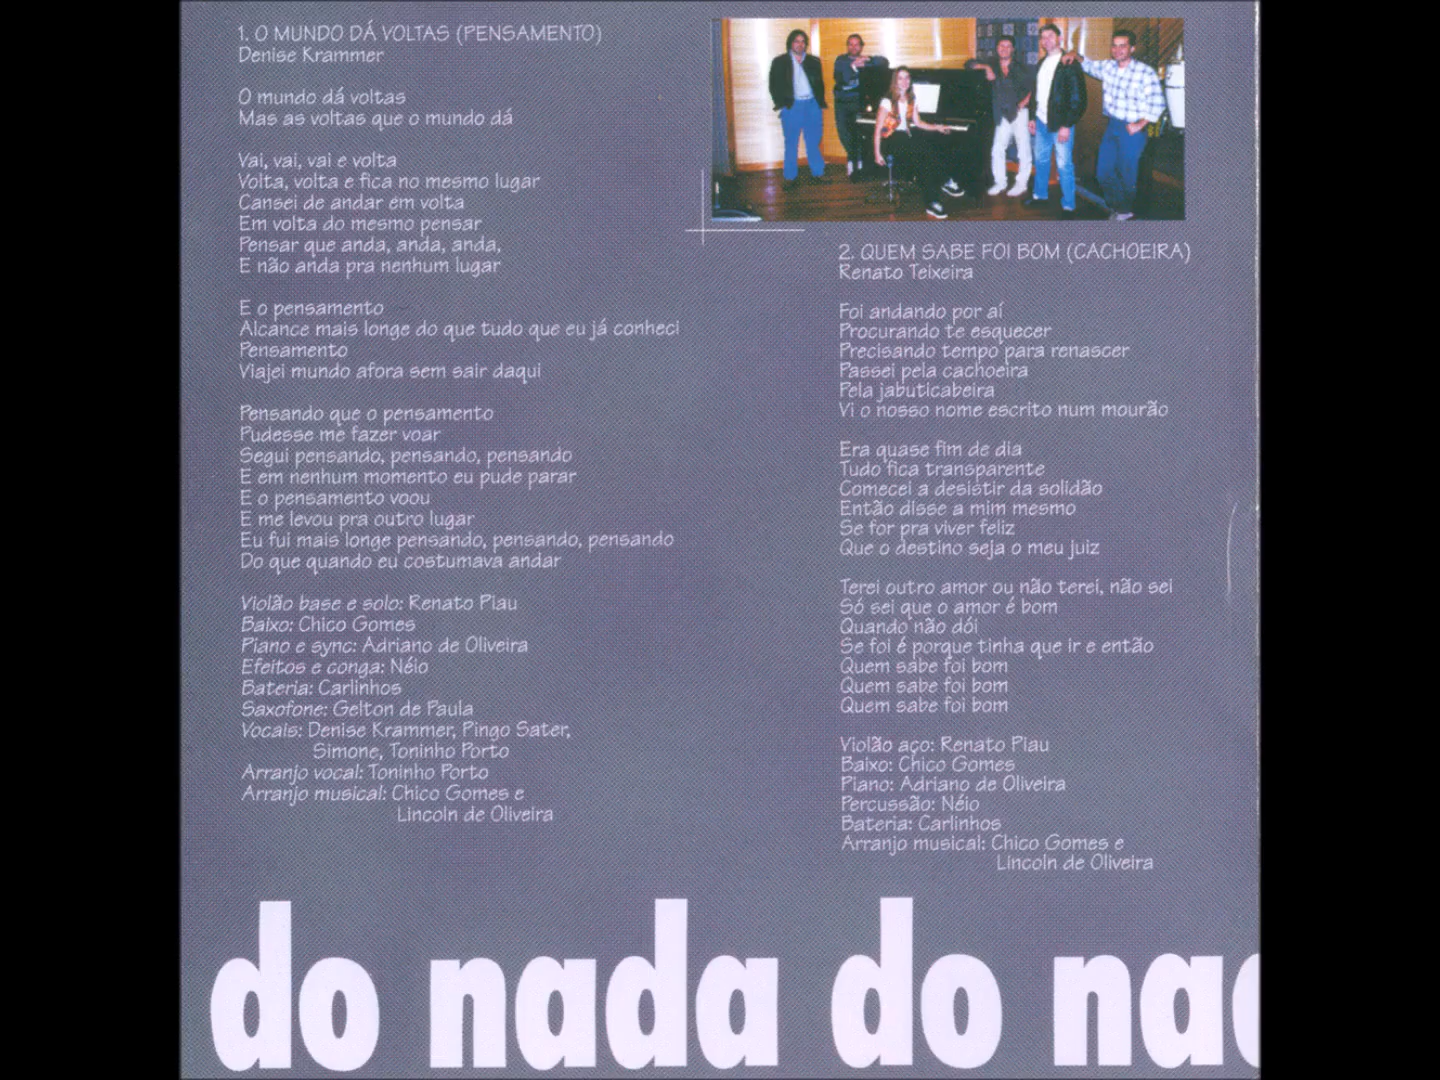 1. O MUNDO DÁ VOLTAS (PENSAMENTO)
Denise Krammer
O mundo dá voltas
Mas as voltas que o mundo dá
Vai, vai, vai e volta
Volta, volta e fica no mesmo lugar
Cansei de andar em volta
Em volta do mesmo pensar
Pensar que anda, anda, anda,
E não anda pra nenhum lugar
E o pensamento
Alcance mais longe do que tudo que eu já conheci
Pensamento
Viajei mundo afora sem sair daqui
Pensando que o pensamento
Pudesse me fazer voar
Segui pensando, pensando, pensando
E em nenhum momento eu pude parar
E o pensamento voou
E me levou pra outro lugar
Eu fui mais longe pensando, pensando, pensando
Do que quando eu costumava andar
Violão base e solo: Renato Piau
Baixo: Chico Gomes
Piano e sync: Adriano de Oliveira
Efeitos e conga: Néio
Bateria: Carlinhos
Saxofone: Gelton de Paula
Vocais: Denise Krammer, Pingo Sater,
Simone, Toninho Porto
Arranjo vocal: Toninho Porto
Arranjo musical: Chico Gomes e
Lincoln de Oliveira
2. QUEM SABE FOI BOM (CACHOEIRA)
Renato Teixeira
Foi andando por aí
Procurando te esquecer
Precisando tempo para renascer
Passei pela cachoeira
Pela jabuticabeira
Vi o nosso nome escrito num mourão
Era quase fim de dia
Tudo fica transparente
Comecei a desistir da solidão
Então disse a mim mesmo
Se for pra viver feliz
Que o destino seja o meu juiz
Terei outro amor ou não terei, não sei
Só sei que o amor é bom
Quando não dói
Se foi é porque tinha que ir e então
Quem sabe foi bom
Quem sabe foi bom
Quem sabe foi bom
Violão aço: Renato Piau
Baixo: Chico Gomes
Piano: Adriano de Oliveira
Percussão: Néio
Bateria: Carlinhos
Arranjo musical: Chico Gomes e
Lincoln de Oliveira
do nada do na